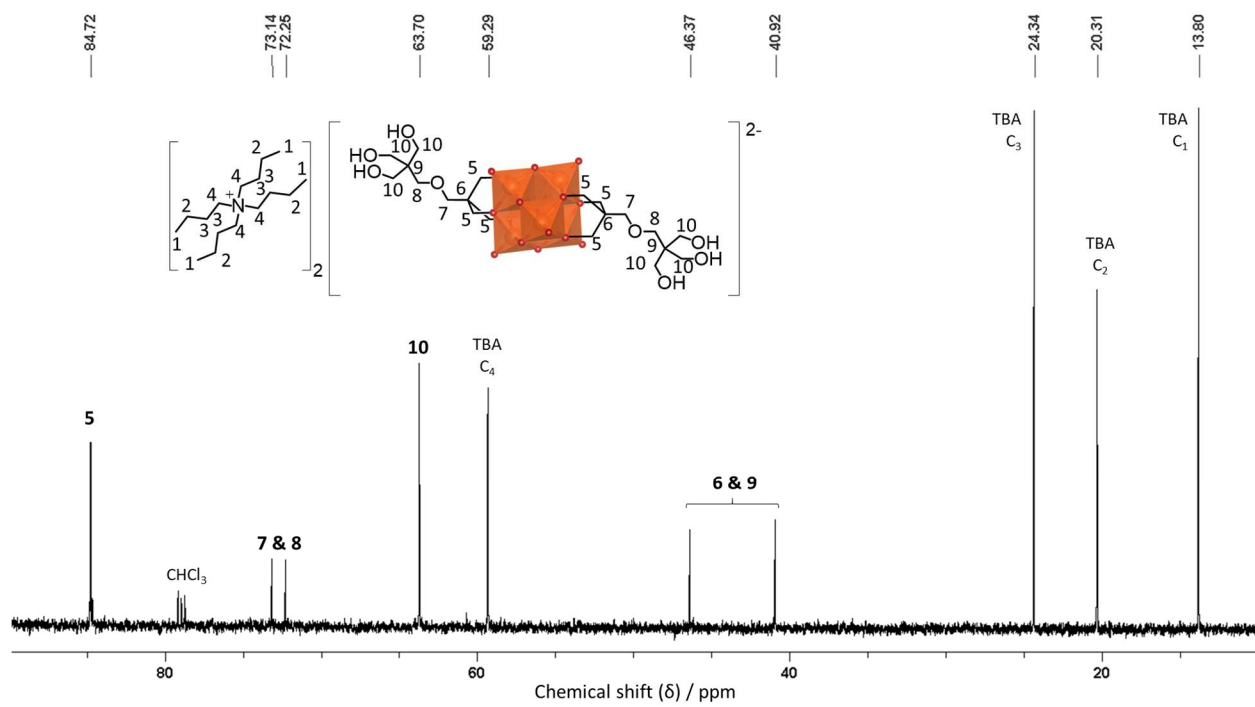 84.72
73.14
72.25
63.70
59.29
46.37
40.92
24.34
20.31
13.80
2 1
2 3 1
4 3
4 + 2
N
3 4
2 3 4
1
1 2
2
HO 10 10
HO
HO 9
10 O
8 7
6 5
5 5
2-
5 5
6 7
5 O 8
9 10 OH
10 10 OH
OH
TBA
C3
TBA
C1
TBA
C2
TBA
C4
10
5
7 & 8
CHCl3
6 & 9
80 60 40 20
Chemical shift (δ) / ppm